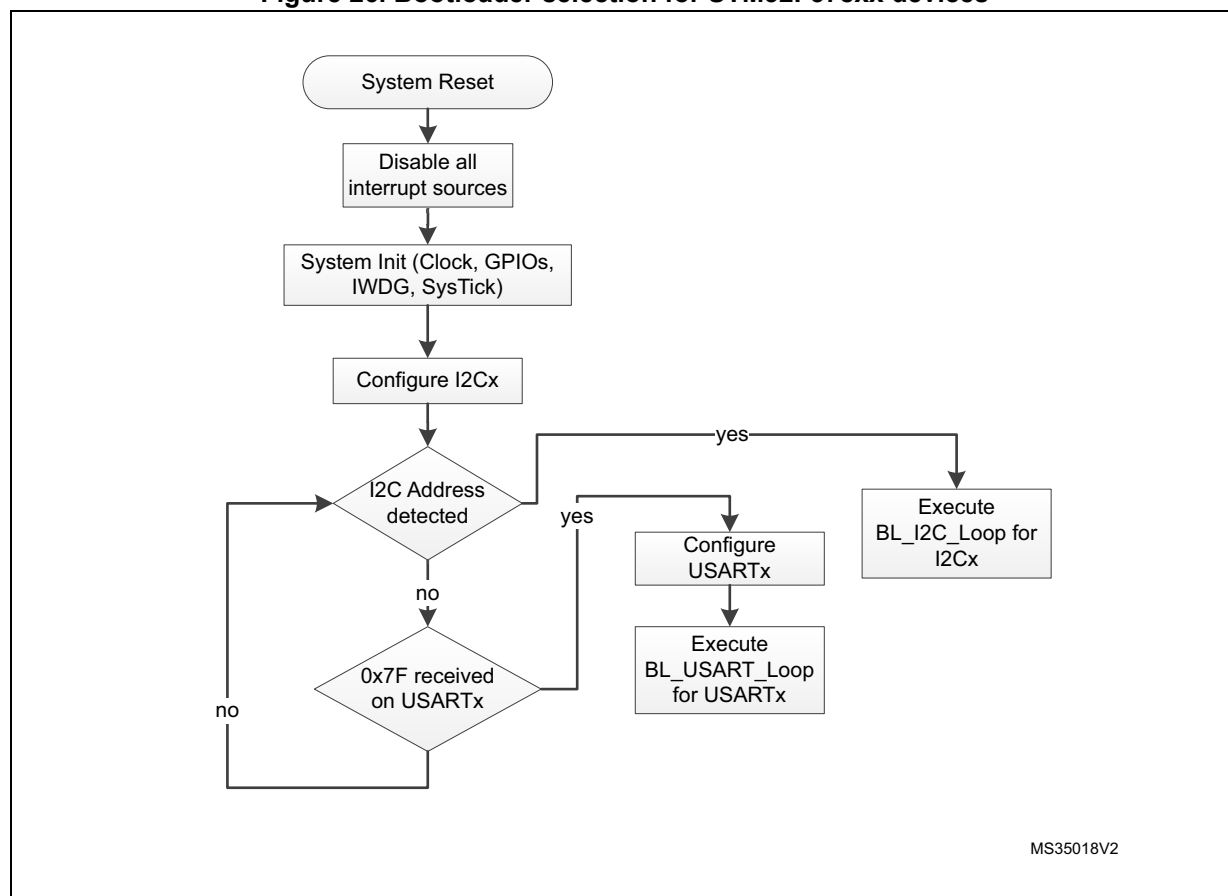 System Reset
Disable all
interrupt sources
System Init (Clock, GPIOs,
IWDG, SysTick)
Configure I2Cx
I2C Address
detected
yes
Execute
BL_I2C_Loop for
I2Cx
no
yes
Configure
USARTx
0x7F received
on USARTx
Execute
BL_USART_Loop
for USARTx
no
MS35018V2